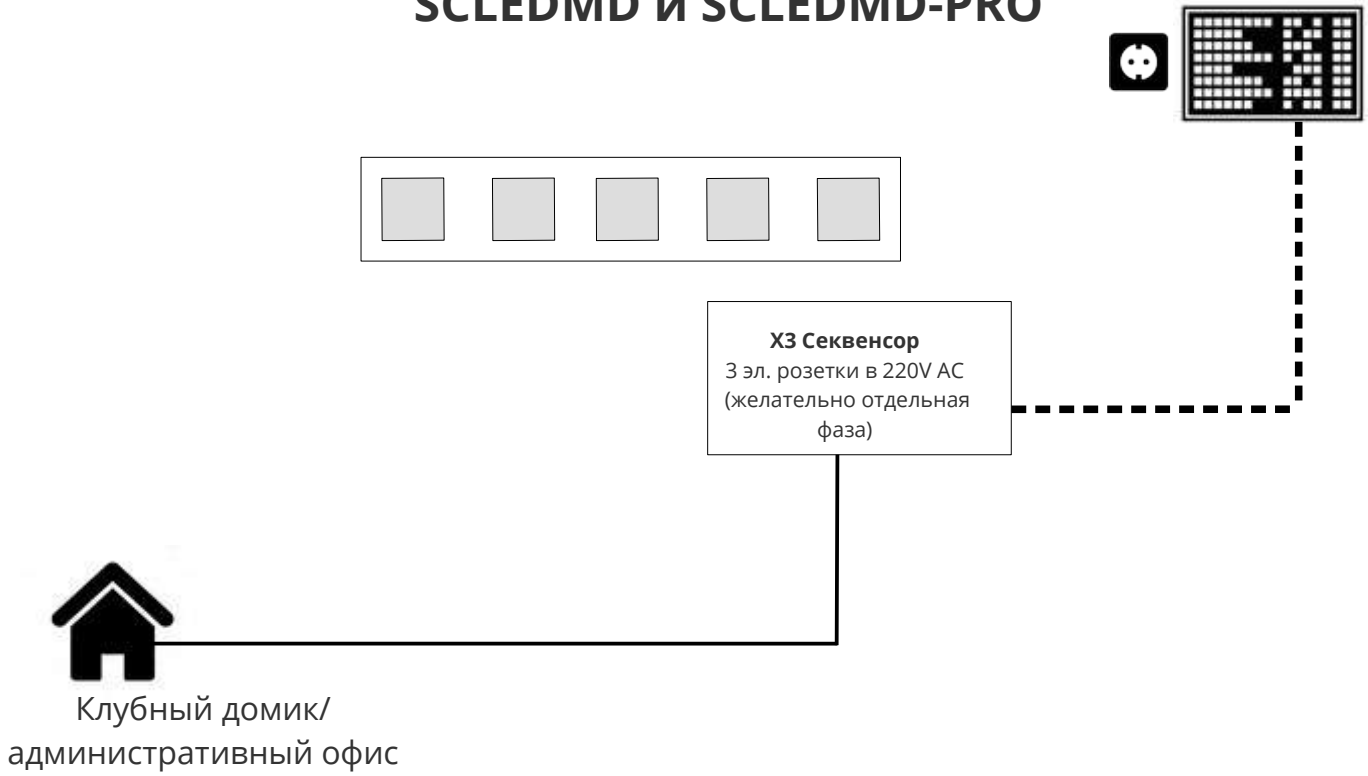 SCLEDMD и SCLEDMD-PRO
X3 Секвенсор
3 эл. розетки в 220V AC
(желательно отдельная
фаза)
Клубный домик/
административный офис